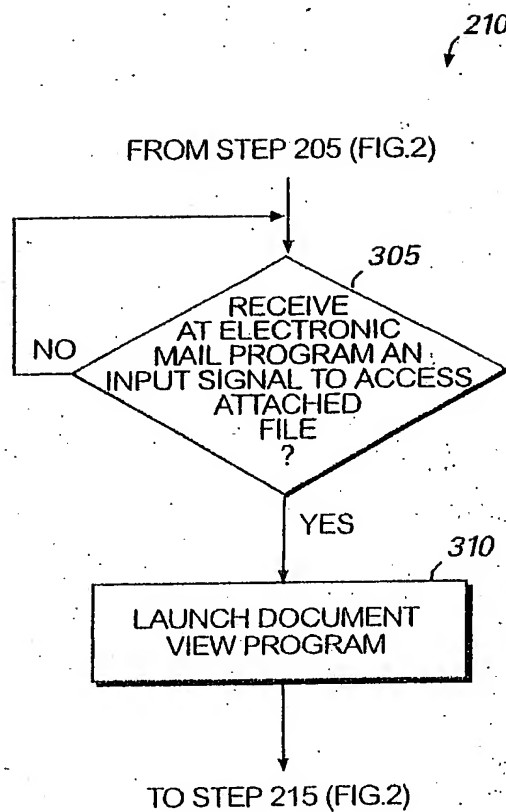 210
FROM STEP 205 (FIG.2)
305
RECEIVE
AT ELECTRONIC
MAIL PROGRAM AN
INPUT SIGNAL TO ACCESS
ATTACHED
FILE
?
NO
YES
310
LAUNCH DOCUMENT
VIEW PROGRAM
TO STEP 215 (FIG.2)